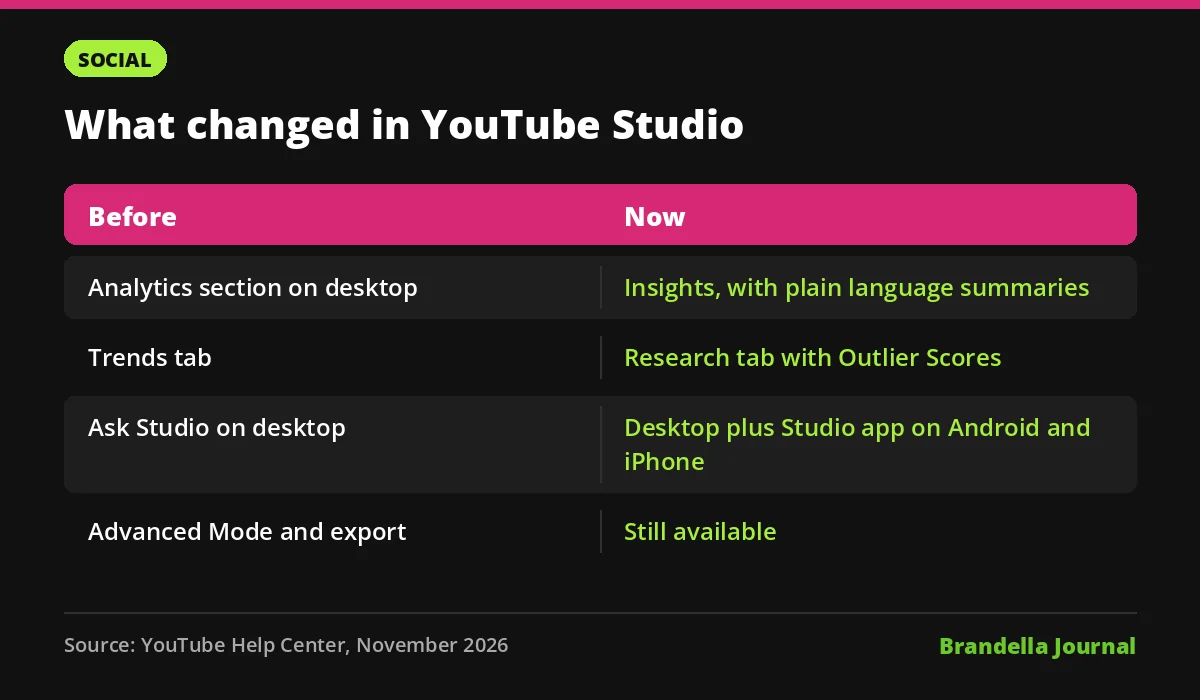 SOCIAL
What changed in YouTube Studio
Before
Now
Analytics section on desktop
Insights, with plain language summaries
Trends tab
Research tab with Outlier Scores
Ask Studio on desktop
Desktop plus Studio app on Android and
iPhone
Advanced Mode and export
Still available
Source: YouTube Help Center, November 2026
Brandella Journal